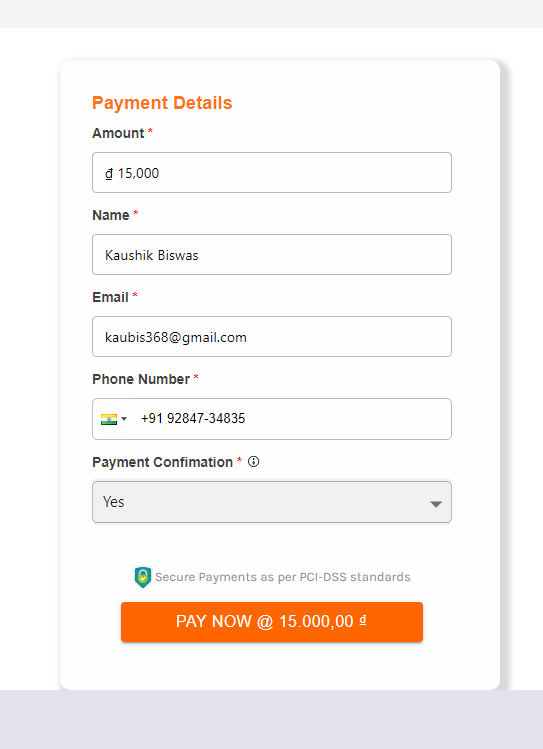 Payment Details
Amount *
₫ 15,000
Name *
Kaushik Biswas
Email *
kaubis368@gmail.com
Phone Number *
+91 92847-34835
Payment Confimation *
Yes
Secure Payments as per PCI-DSS standards
PAY NOW @ 15.000,00 ₫